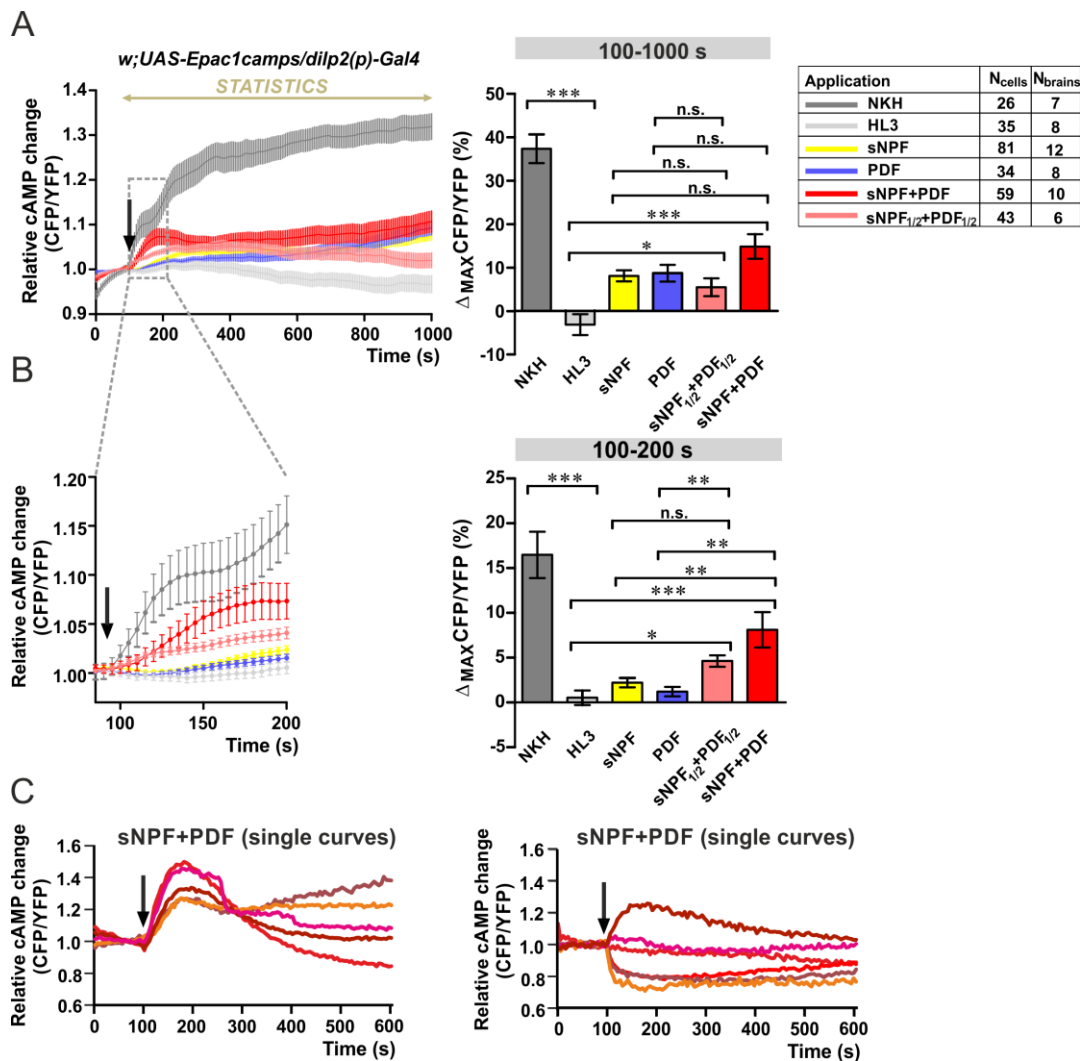 A
w;UAS-Epac1camps/dilp2(p)-Gal4
STATISTICS
Relative cAMP change
(CFP/YFP)
1.4
1.3
1.2
1.1
1.0
0.9
0 200 400 600 800 1000
Time (s)
100-1000 s
Δ MAX CFP/YFP (%)
50
40
30
20
10
0
-10
***
n.s.
n.s.
n.s.
n.s.
***
*
NKH HL3 sNPF PDF sNPF1/2+PDF1/2 sNPF+PDF
Application Ncells Nbrains
NKH 26 7
HL3 35 8
sNPF 81 12
PDF 34 8
sNPF+PDF 59 10
sNPF1/2+PDF1/2 43 6
B
Relative cAMP change
(CFP/YFP)
1.20
1.15
1.10
1.05
1.00
100 150 200
Time (s)
100-200 s
Δ MAX CFP/YFP (%)
25
20
15
10
5
0
-5
*** **
n.s.
**
**
***
*
NKH HL3 sNPF PDF sNPF1/2+PDF1/2 sNPF+PDF
C
sNPF+PDF (single curves)
Relative cAMP change
(CFP/YFP)
1.6
1.4
1.2
1.0
0.8
0.6
0 100 200 300 400 500 600
Time (s)
sNPF+PDF (single curves)
Relative cAMP change
(CFP/YFP)
1.6
1.4
1.2
1.0
0.8
0.6
0 100 200 300 400 500 600
Time (s)